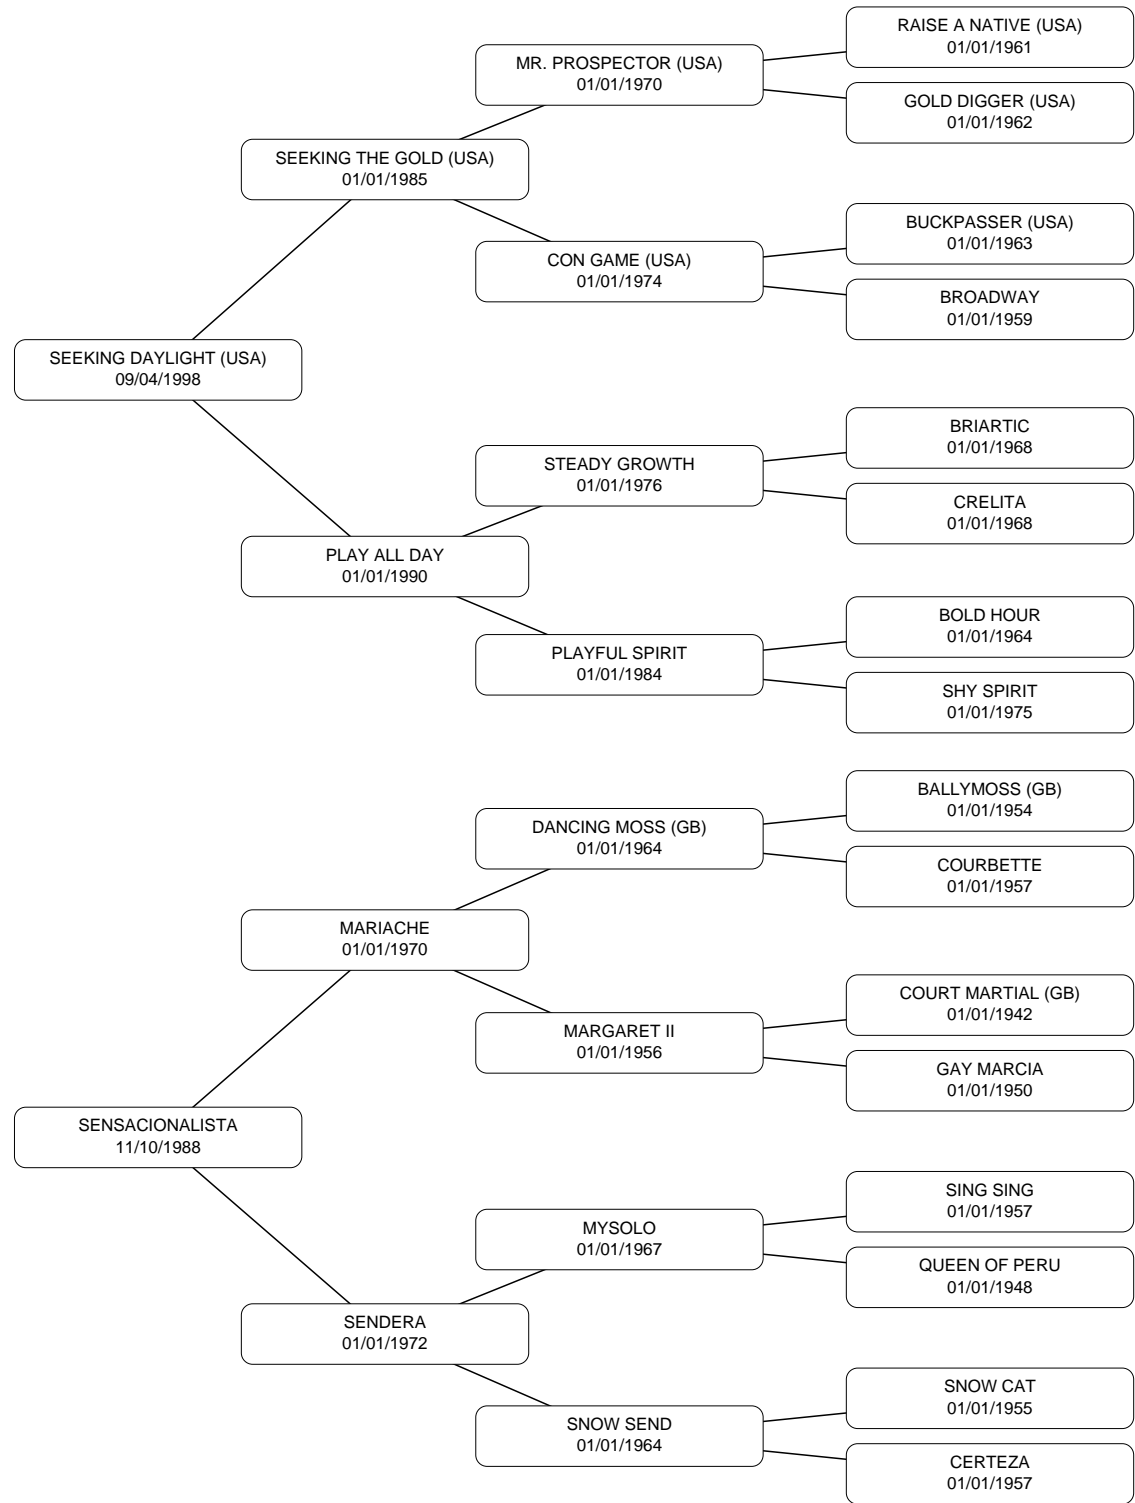 RAISE A NATIVE (USA)
01/01/1961
MR. PROSPECTOR (USA)
01/01/1970
GOLD DIGGER (USA)
01/01/1962
SEEKING THE GOLD (USA)
01/01/1985
BUCKPASSER (USA)
01/01/1963
CON GAME (USA)
01/01/1974
BROADWAY
01/01/1959
SEEKING DAYLIGHT (USA)
09/04/1998
BRIARTIC
01/01/1968
STEADY GROWTH
01/01/1976
CRELITA
01/01/1968
PLAY ALL DAY
01/01/1990
BOLD HOUR
01/01/1964
PLAYFUL SPIRIT
01/01/1984
SHY SPIRIT
01/01/1975
BALLYMOSS (GB)
01/01/1954
DANCING MOSS (GB)
01/01/1964
COURBETTE
01/01/1957
MARIACHE
01/01/1970
COURT MARTIAL (GB)
01/01/1942
MARGARET II
01/01/1956
GAY MARCIA
01/01/1950
SENSACIONALISTA
11/10/1988
SING SING
01/01/1957
MYSOLO
01/01/1967
QUEEN OF PERU
01/01/1948
SENDERA
01/01/1972
SNOW CAT
01/01/1955
SNOW SEND
01/01/1964
CERTEZA
01/01/1957